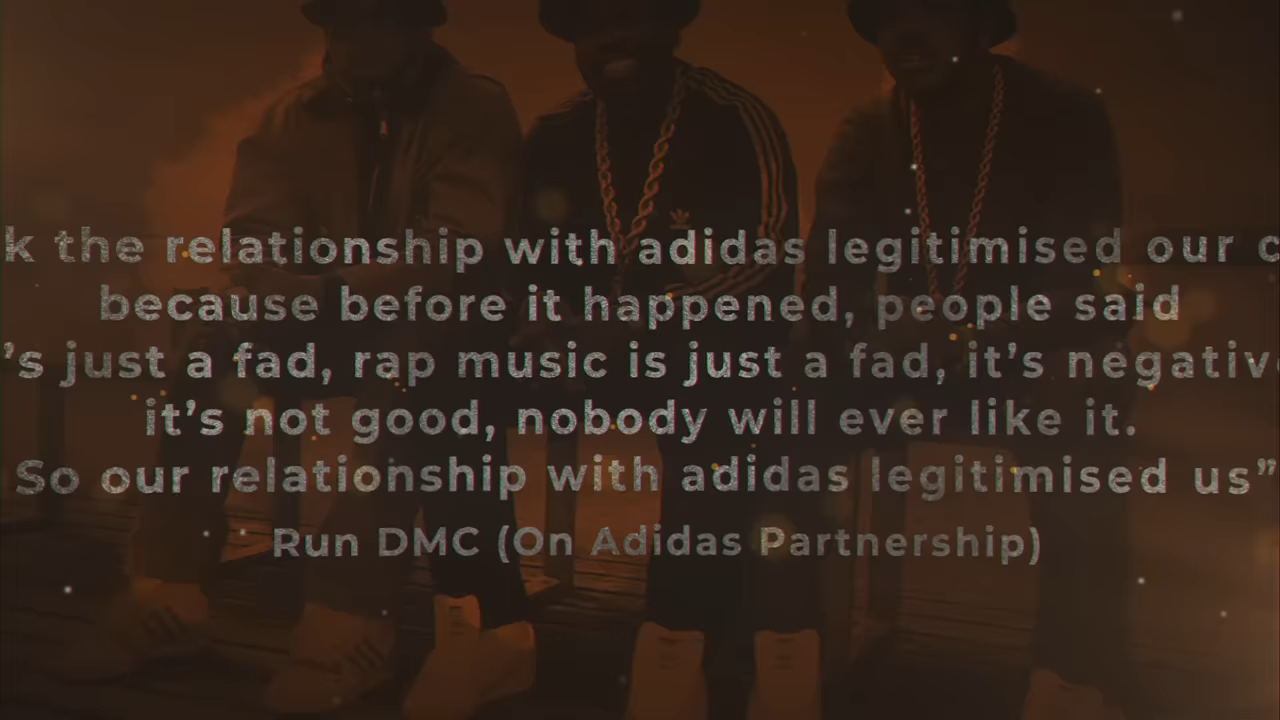 k the relationship with adidas legitimised our c
because before it happened, people said
’s just a fad, rap music is just a fad, it’s negativ
it’s not good, nobody will ever like it.
So our relationship with adidas legitimised us”
Run DMC (On Adidas Partnership)